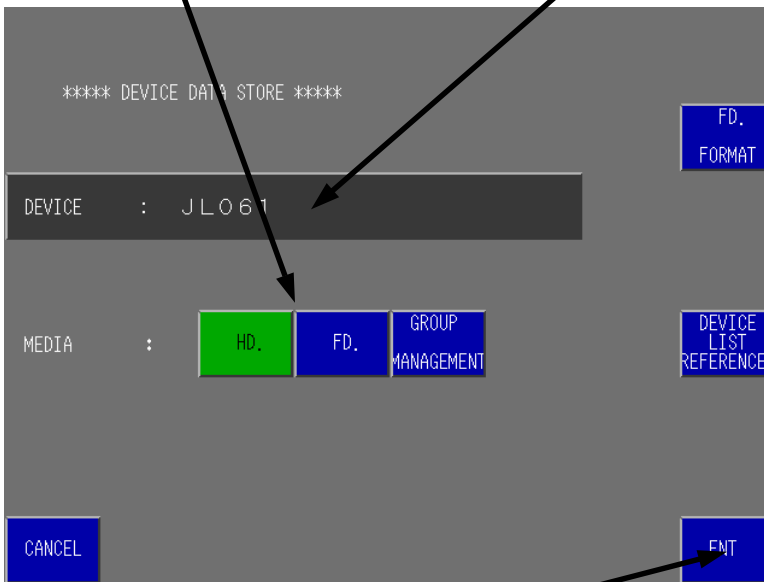 ***** DEVICE DATA STORE *****
FD.
FORMAT
DEVICE : JL061
MEDIA :
HD.
FD.
GROUP
MANAGEMENT
DEVICE
LIST
REFERENCE
CANCEL
ENT